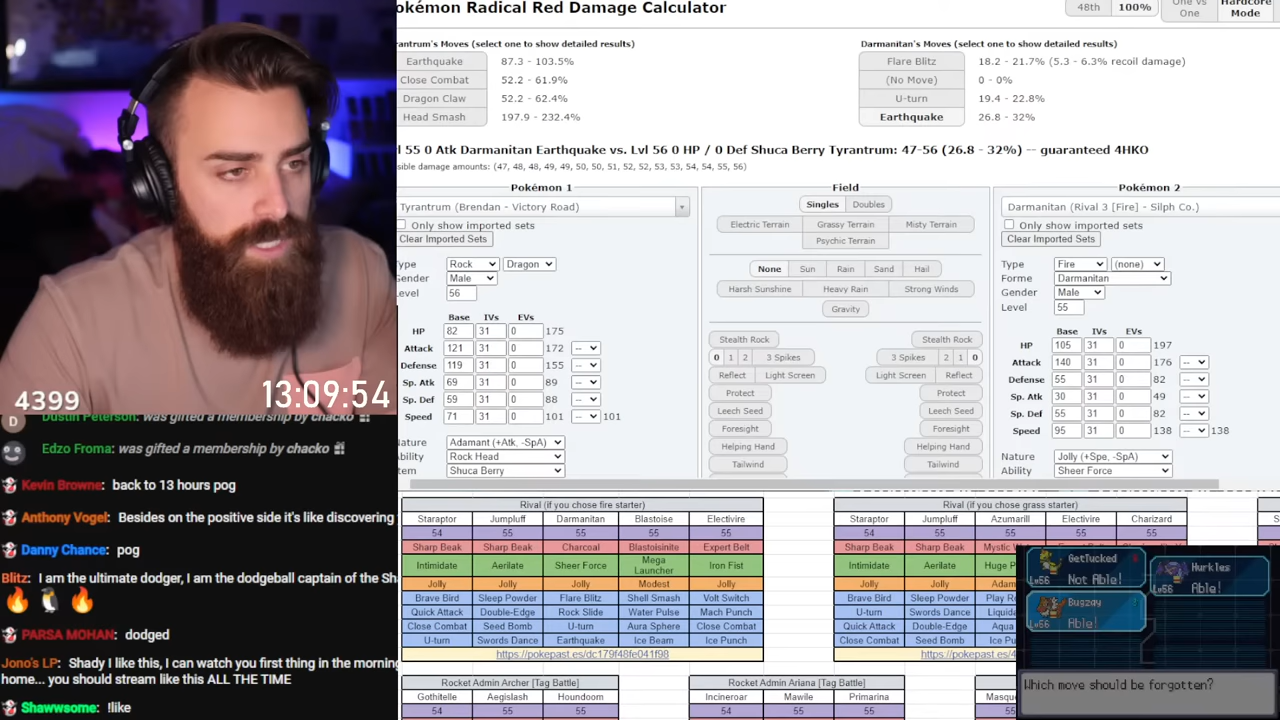 okémon Radical Red Damage Calculator
48th 100% One vs One Hardcore Mode
rantrum's Moves (select one to show detailed results)
Earthquake 87.3 - 103.5%
Close Combat 52.2 - 61.9%
Dragon Claw 52.2 - 62.4%
Head Smash 197.9 - 232.4%
Darmanitan's Moves (select one to show detailed results)
Flare Blitz 18.2 - 21.7% (5.3 - 6.3% recoil damage)
(No Move) 0 - 0%
U-turn 19.4 - 22.8%
Earthquake 26.8 - 32%
l 55 0 Atk Darmanitan Earthquake vs. Lvl 56 0 HP / 0 Def Shuca Berry Tyrantrum: 47-56 (26.8 - 32%) -- guaranteed 4HKO
sible damage amounts: (47, 48, 48, 49, 49, 50, 50, 51, 52, 52, 53, 53, 54, 54, 55, 56)
Pokémon 1
Tyrantrum (Brendan - Victory Road)
Only show imported sets
Clear Imported Sets
Type Rock Dragon
Gender Male
Level 56
Base IVs EVs
HP 82 31 0 175
Attack 121 31 0 172 --
Defense 119 31 0 155 --
Sp. Atk 69 31 0 89 --
Sp. Def 59 31 0 88 --
Speed 71 31 0 101 -- 101
Nature Adamant (+Atk, -SpA)
Ability Rock Head
tem Shuca Berry
Field
Singles Doubles
Electric Terrain Grassy Terrain Misty Terrain
Psychic Terrain
None Sun Rain Sand Hail
Harsh Sunshine Heavy Rain Strong Winds
Gravity
Stealth Rock Stealth Rock
0 1 2 3 Spikes 3 Spikes 2 1 0
Reflect Light Screen Light Screen Reflect
Protect Protect
Leech Seed Leech Seed
Foresight Foresight
Helping Hand Helping Hand
Tailwind Tailwind
Pokémon 2
Darmanitan (Rival 3 [Fire] - Silph Co.)
Only show imported sets
Clear Imported Sets
Type Fire (none)
Forme Darmanitan
Gender Male
Level 55
Base IVs EVs
HP 105 31 0 197
Attack 140 31 0 176 --
Defense 55 31 0 82 --
Sp. Atk 30 31 0 49 --
Sp. Def 55 31 0 82 --
Speed 95 31 0 138 -- 138
Nature Jolly (+Spe, -SpA)
Ability Sheer Force
4399
13:09:54
D Dustin Peterson: was gifted a membership by chacko
Edzo Froma: was gifted a membership by chacko
Kevin Browne: back to 13 hours pog
Anthony Vogel: Besides on the positive side it's like discovering
Danny Chance: pog
Blitz: I am the ultimate dodger, I am the dodgeball captain of the Sha
PARSA MOHAN: dodged
Jono's LP: Shady I like this, I can watch you first thing in the morning
home... you should stream like this ALL THE TIME
Shawwsome: !like
Rival (if you chose fire starter)
Staraptor Jumpluff Darmanitan Blastoise Electivire
54 55 55 55 55
Sharp Beak Sharp Beak Charcoal Blastoisinite Expert Belt
Intimidate Aerilate Sheer Force Mega Launcher Iron Fist
Jolly Jolly Jolly Modest Jolly
Brave Bird Sleep Powder Flare Blitz Shell Smash Volt Switch
Quick Attack Double-Edge Rock Slide Water Pulse Mach Punch
Close Combat Seed Bomb U-turn Aura Sphere Close Combat
U-turn Swords Dance Earthquake Ice Beam Ice Punch
https://pokepast.es/dc179f48fe041f98
Rival (if you chose grass starter)
Staraptor Jumpluff Azumarill Electivire Charizard
54 55 55 55 55
Sharp Beak Sharp Beak Mystic W
Intimidate Aerilate Huge P
Jolly Jolly Adam
Brave Bird Sleep Powder Play Ro
U-turn Swords Dance Liquida
Quick Attack Double-Edge Aqua
Close Combat Seed Bomb Ice Pu
https://pokepast.es/4
Rocket Admin Archer [Tag Battle]
Gothitelle Aegislash Houndoom
54 55 55
Rocket Admin Ariana [Tag Battle]
Incineroar Mawile Primarina
54 55 55
Masque
55
GetTucked
Lv56 Not Able!
Hurkles
Lv56 Able!
Bugzay
Lv56 Able!
Which move should be forgotten?